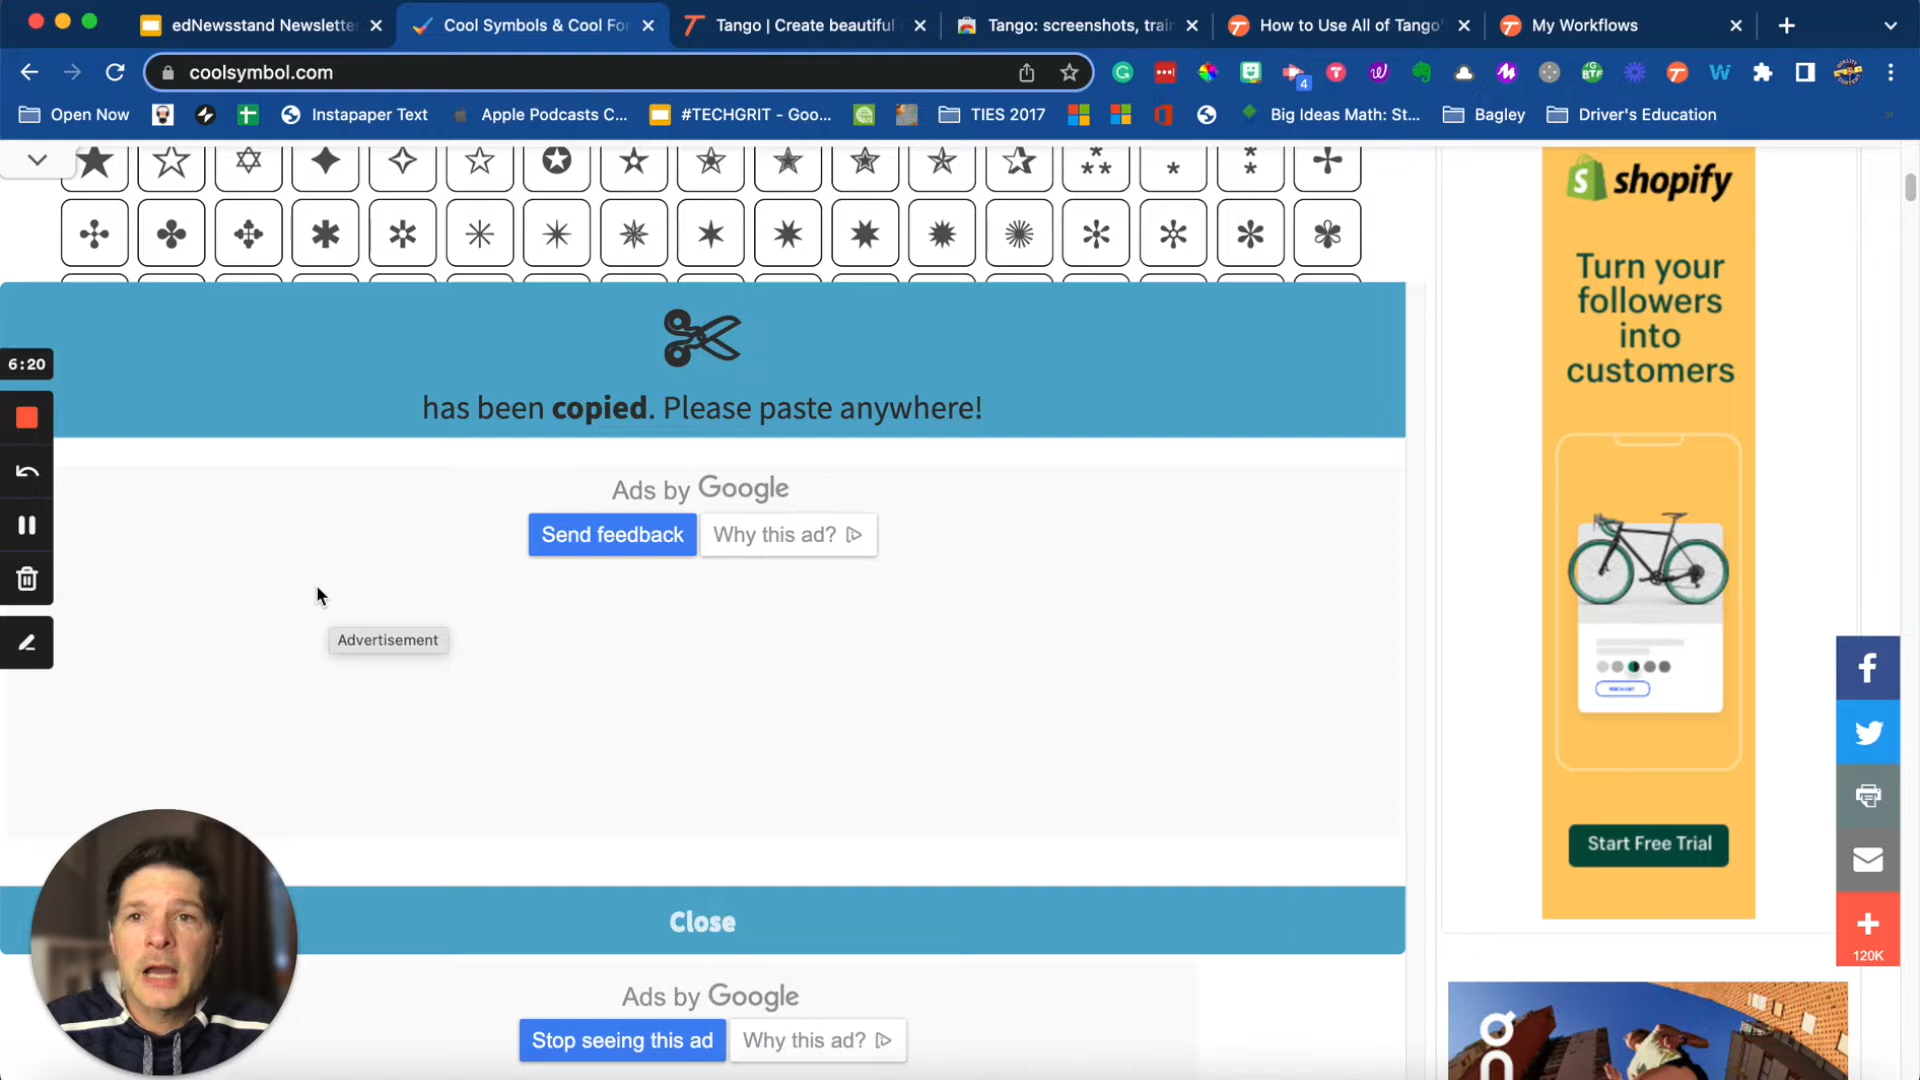 edNewsstand Newslette
Cool Symbols & Cool Fo
Tango | Create beautiful
Tango: screenshots, trai
How to Use All of Tango'
My Workflows
coolsymbol.com
4
Open Now
Instapaper Text
Apple Podcasts C...
#TECHGRIT - Goo...
TIES 2017
Big Ideas Math: St...
Bagley
Driver's Education
shopify
Turn your
followers
into
customers
6:20
has been copied. Please paste anywhere!
Ads by Google
Send feedback
Why this ad?
Advertisement
Start Free Trial
Close
120K
Ads by Google
Stop seeing this ad
Why this ad?